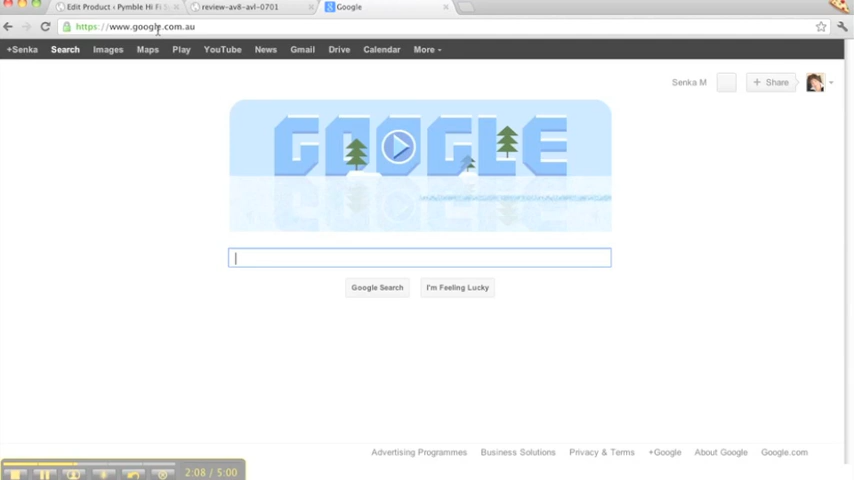 Edit Product ‹ Pymble Hi Fi
review-av8-avl-0701
Google
https://www.google.com.au
+Senka Search Images Maps Play YouTube News Gmail Drive Calendar More
Senka M + Share
GOOGLE
Google Search I'm Feeling Lucky
Advertising Programmes Business Solutions Privacy & Terms +Google About Google Google.com
2:08 / 5:00